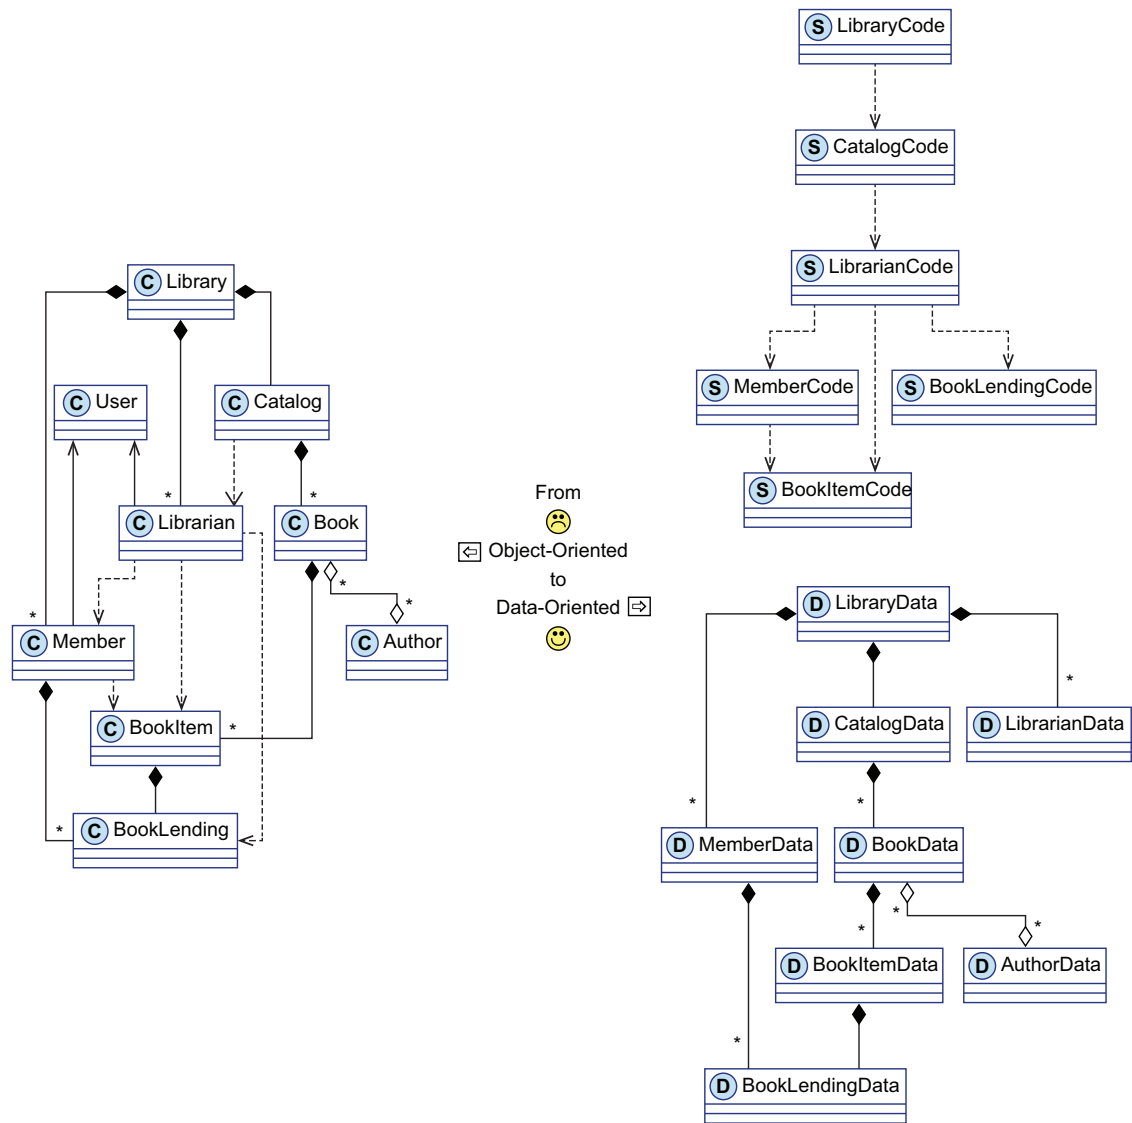 C Library
C User
C Catalog
*
*
C Librarian
C Book
*
*
*
C Member
C Author
C BookItem
*
*
C BookLending
From
Object-Oriented
to
Data-Oriented
S LibraryCode
S CatalogCode
S LibrarianCode
S MemberCode
S BookLendingCode
S BookItemCode
D LibraryData
*
D CatalogData
D LibrarianData
*
*
D MemberData
D BookData
*
*
*
D BookItemData
D AuthorData
*
D BookLendingData